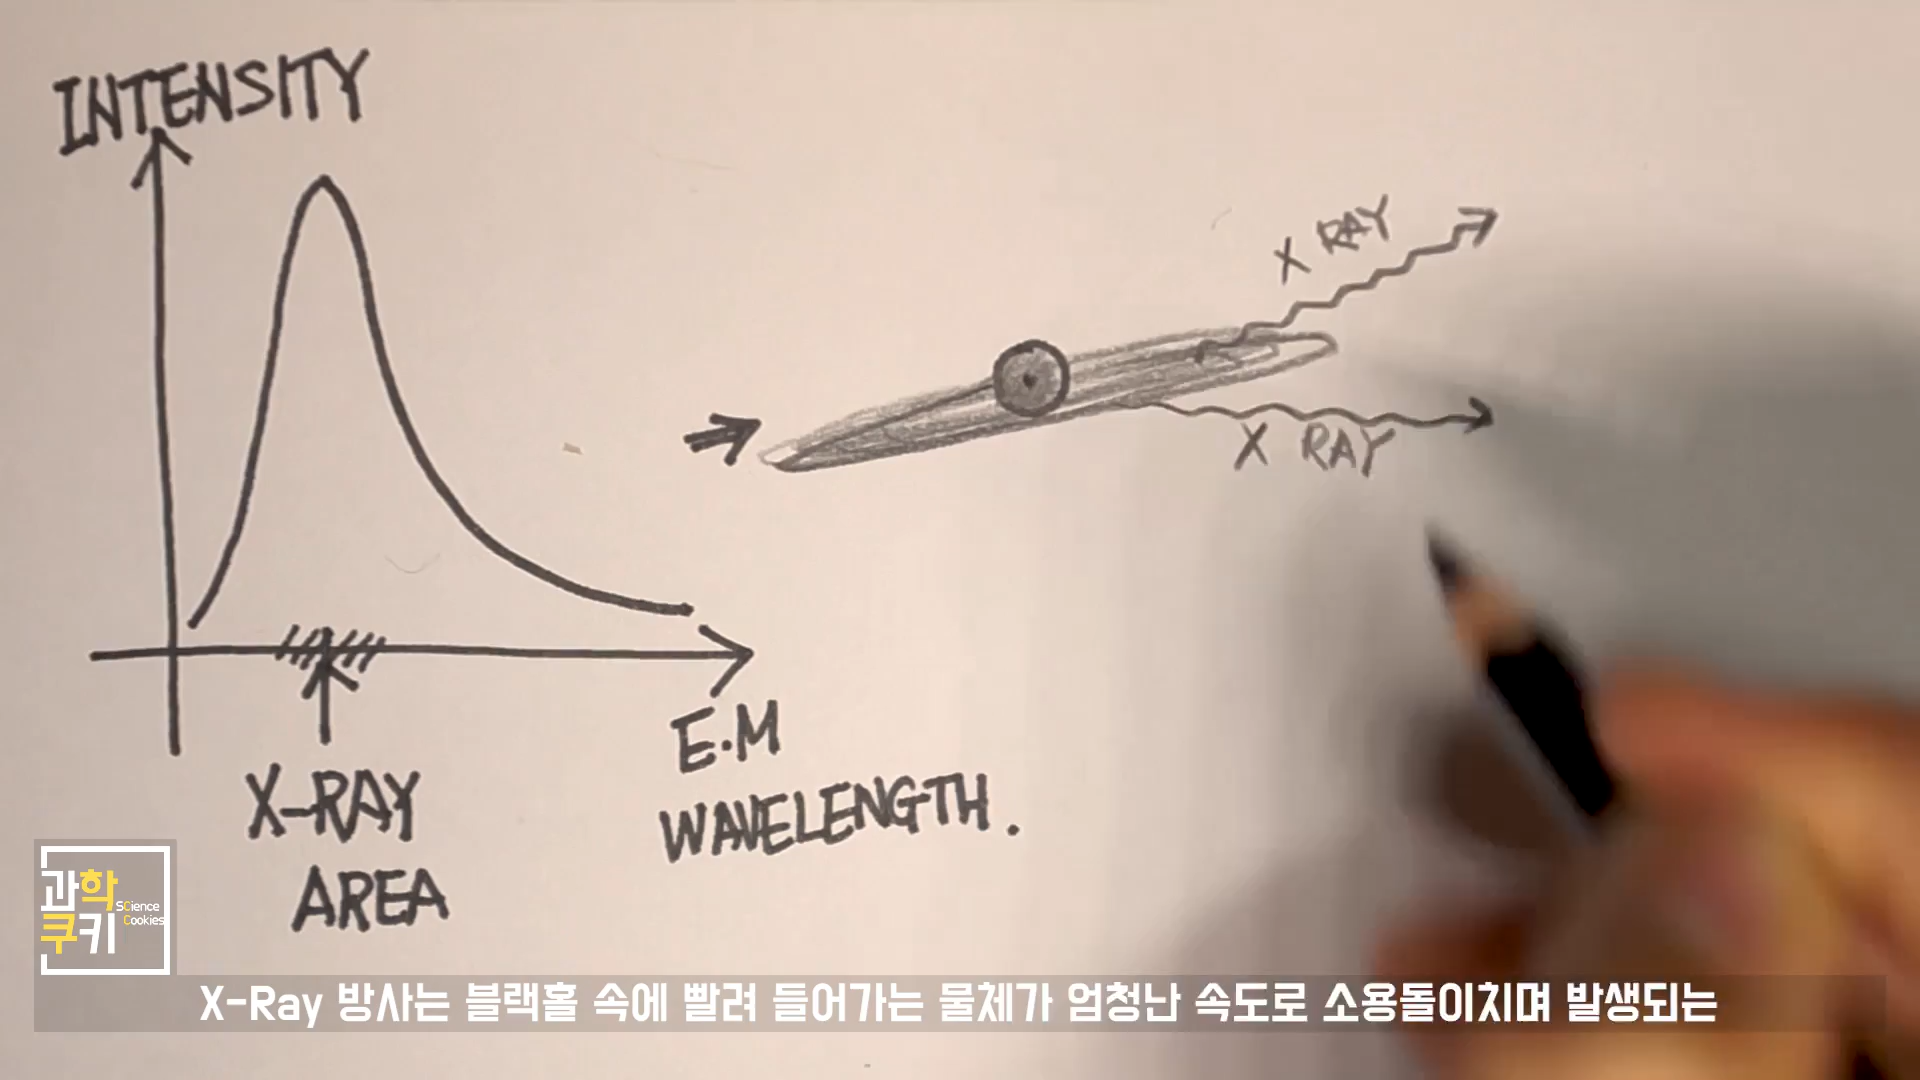 INTENSITY
X RAY
X RAY
E.M
WAVELENGTH.
X-RAY
AREA
과학
쿠키
SCience
Cookies
X-Ray 방사는 블랙홀 속에 빨려 들어가는 물체가 엄청난 속도로 소용돌이치며 발생되는